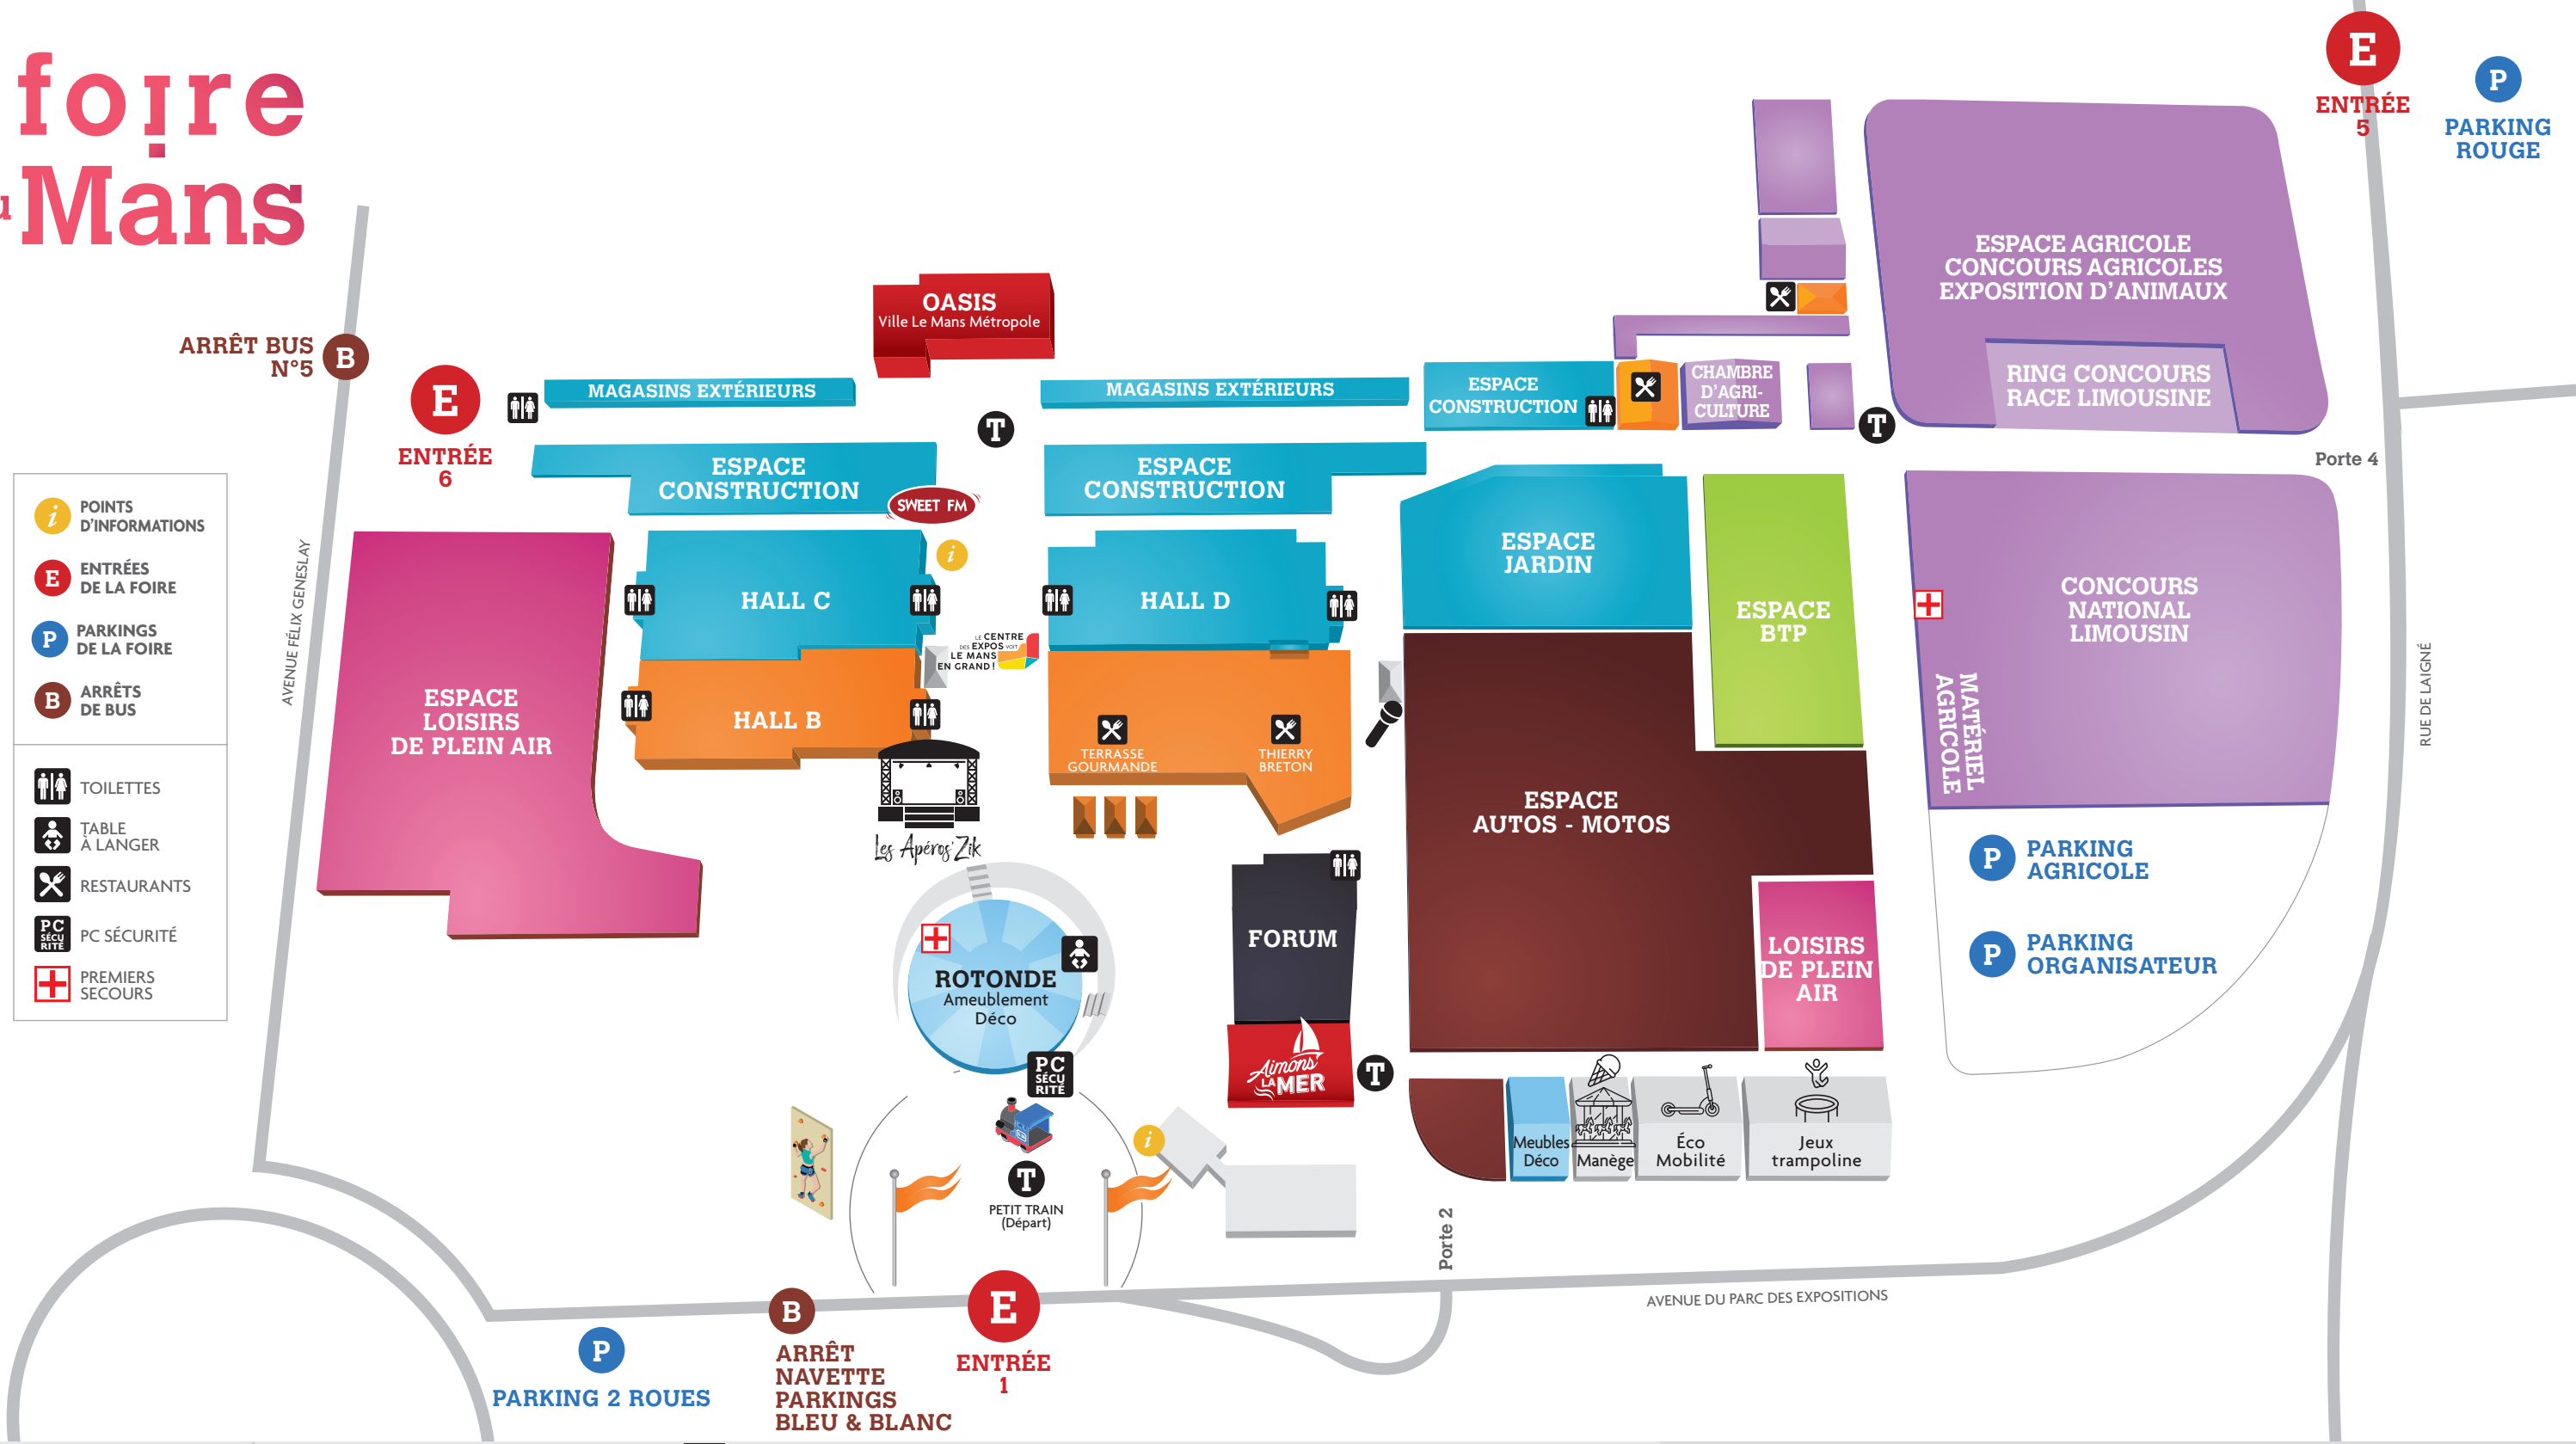 foire
u Mans
E
ENTRÉE
5
P
PARKING
ROUGE
ARRÊT BUS
N°5
B
E
ENTRÉE
6
OASIS
Ville Le Mans Métropole
MAGASINS EXTÉRIEURS
MAGASINS EXTÉRIEURS
T
ESPACE
CONSTRUCTION
CHAMBRE
D'AGRI-
CULTURE
T
ESPACE AGRICOLE
CONCOURS AGRICOLES
EXPOSITION D'ANIMAUX
RING CONCOURS
RACE LIMOUSINE
Porte 4
ESPACE
CONSTRUCTION
SWEET FM
ESPACE
CONSTRUCTION
i
POINTS
D'INFORMATIONS
E
ENTRÉES
DE LA FOIRE
P
PARKINGS
DE LA FOIRE
B
ARRÊTS
DE BUS
TOILETTES
TABLE
À LANGER
RESTAURANTS
PC
SÉCU
RITÉ
PC SÉCURITÉ
PREMIERS
SECOURS
AVENUE FÉLIX GENESLAY
ESPACE
LOISIRS
DE PLEIN AIR
HALL C
i
HALL B
LE CENTRE
DES EXPOS VOIT
LE MANS
EN GRAND !
HALL D
TERRASSE
GOURMANDE
THIERRY
BRETON
Les Apéros'Zik
ESPACE
JARDIN
ESPACE
BTP
ESPACE
AUTOS - MOTOS
CONCOURS
NATIONAL
LIMOUSIN
MATÉRIEL
AGRICOLE
RUE DE LAIGNÉ
P
PARKING
AGRICOLE
P
PARKING
ORGANISATEUR
ROTONDE
Ameublement
Déco
PC
SÉCU
RITÉ
FORUM
Aimons
LA MER
T
LOISIRS
DE PLEIN
AIR
Meubles
Déco
Manège
Éco
Mobilité
Jeux
trampoline
i
T
PETIT TRAIN
(Départ)
Porte 2
AVENUE DU PARC DES EXPOSITIONS
P
PARKING 2 ROUES
B
ARRÊT
NAVETTE
PARKINGS
BLEU & BLANC
E
ENTRÉE
1